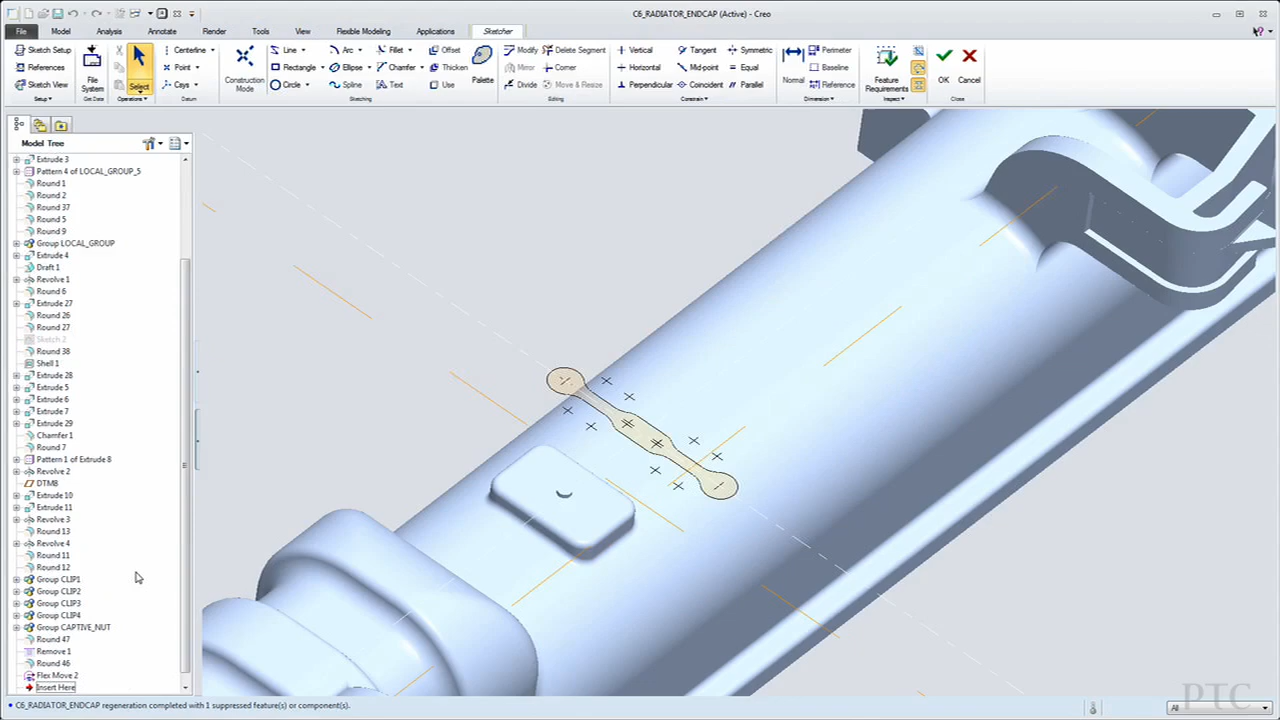 C6_RADIATOR_ENDCAP (Active) - Creo
File Model Analysis Annotate Render Tools View Flexible Modeling Applications Sketcher
Sketch Setup
References
Sketch View
Setup
File System
Get Data
Select
Operations
Centerline
Point
Csys
Datum
Construction Mode
Line Arc Fillet Offset
Rectangle Ellipse Chamfer Thicken
Circle Spline Text Use
Palette
Sketching
Modify Delete Segment
Mirror Corner
Divide Move & Resize
Editing
Vertical Tangent Symmetric
Horizontal Mid-point Equal
Perpendicular Coincident Parallel
Constrain
Normal
Perimeter
Baseline
Reference
Dimension
Feature Requirements
Inspect
OK
Cancel
Close
Model Tree
Extrude 3
Pattern 4 of LOCAL_GROUP_5
Round 1
Round 2
Round 37
Round 5
Round 9
Group LOCAL_GROUP
Extrude 4
Draft 1
Revolve 1
Round 6
Extrude 27
Round 26
Round 27
Sketch 2
Round 38
Shell 1
Extrude 28
Extrude 5
Extrude 6
Extrude 7
Extrude 29
Chamfer 1
Round 7
Pattern 1 of Extrude 8
Revolve 2
DTM8
Extrude 10
Extrude 11
Revolve 3
Round 13
Revolve 4
Round 11
Round 12
Group CLIP1
Group CLIP2
Group CLIP3
Group CLIP4
Group CAPTIVE_NUT
Round 47
Remove 1
Round 46
Flex Move 2
Insert Here
C6_RADIATOR_ENDCAP regeneration completed with 1 suppressed feature(s) or component(s).
All
PTC